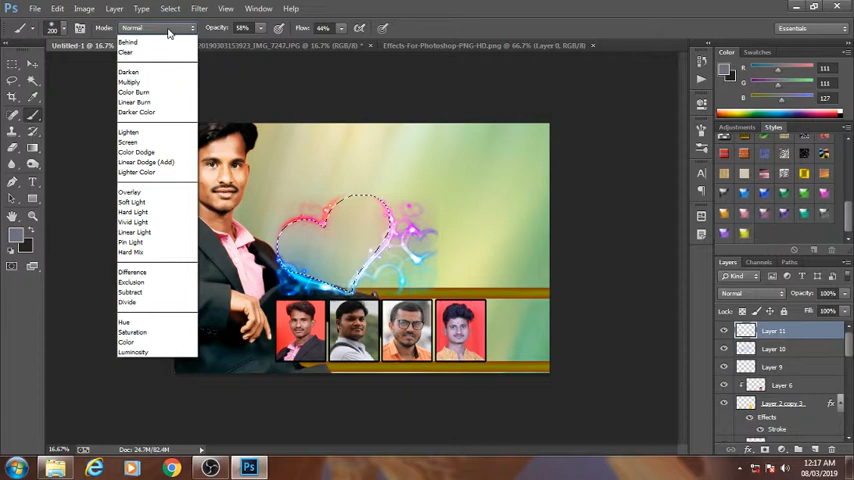 Ps File Edit Image Layer Type Select Filter View Window Help
200 Mode: Normal Opacity: 58% Flow: 44% Essentials
Untitled-1 @ 16.7% 20190303153923_IMG_7247.JPG @ 16.7% (RGB/8) * × Effects-For-Photoshop-PNG-HD.png @ 66.7% (Layer 0, RGB/8) ×
Behind
Clear
Darken
Multiply
Color Burn
Linear Burn
Darker Color
Lighten
Screen
Color Dodge
Linear Dodge (Add)
Lighter Color
Overlay
Soft Light
Hard Light
Vivid Light
Linear Light
Pin Light
Hard Mix
Difference
Exclusion
Subtract
Divide
Hue
Saturation
Color
Luminosity
Color Swatches
R 111
G 111
B 127
Adjustments Styles
Layers Channels Paths
Kind
Normal Opacity: 100%
Lock: Fill: 100%
Layer 11
Layer 10
Layer 9
Layer 6
Layer 2 copy 3
Effects
Stroke
16.67% Doc: 24.7M/82.4M
12:17 AM
08/03/2019